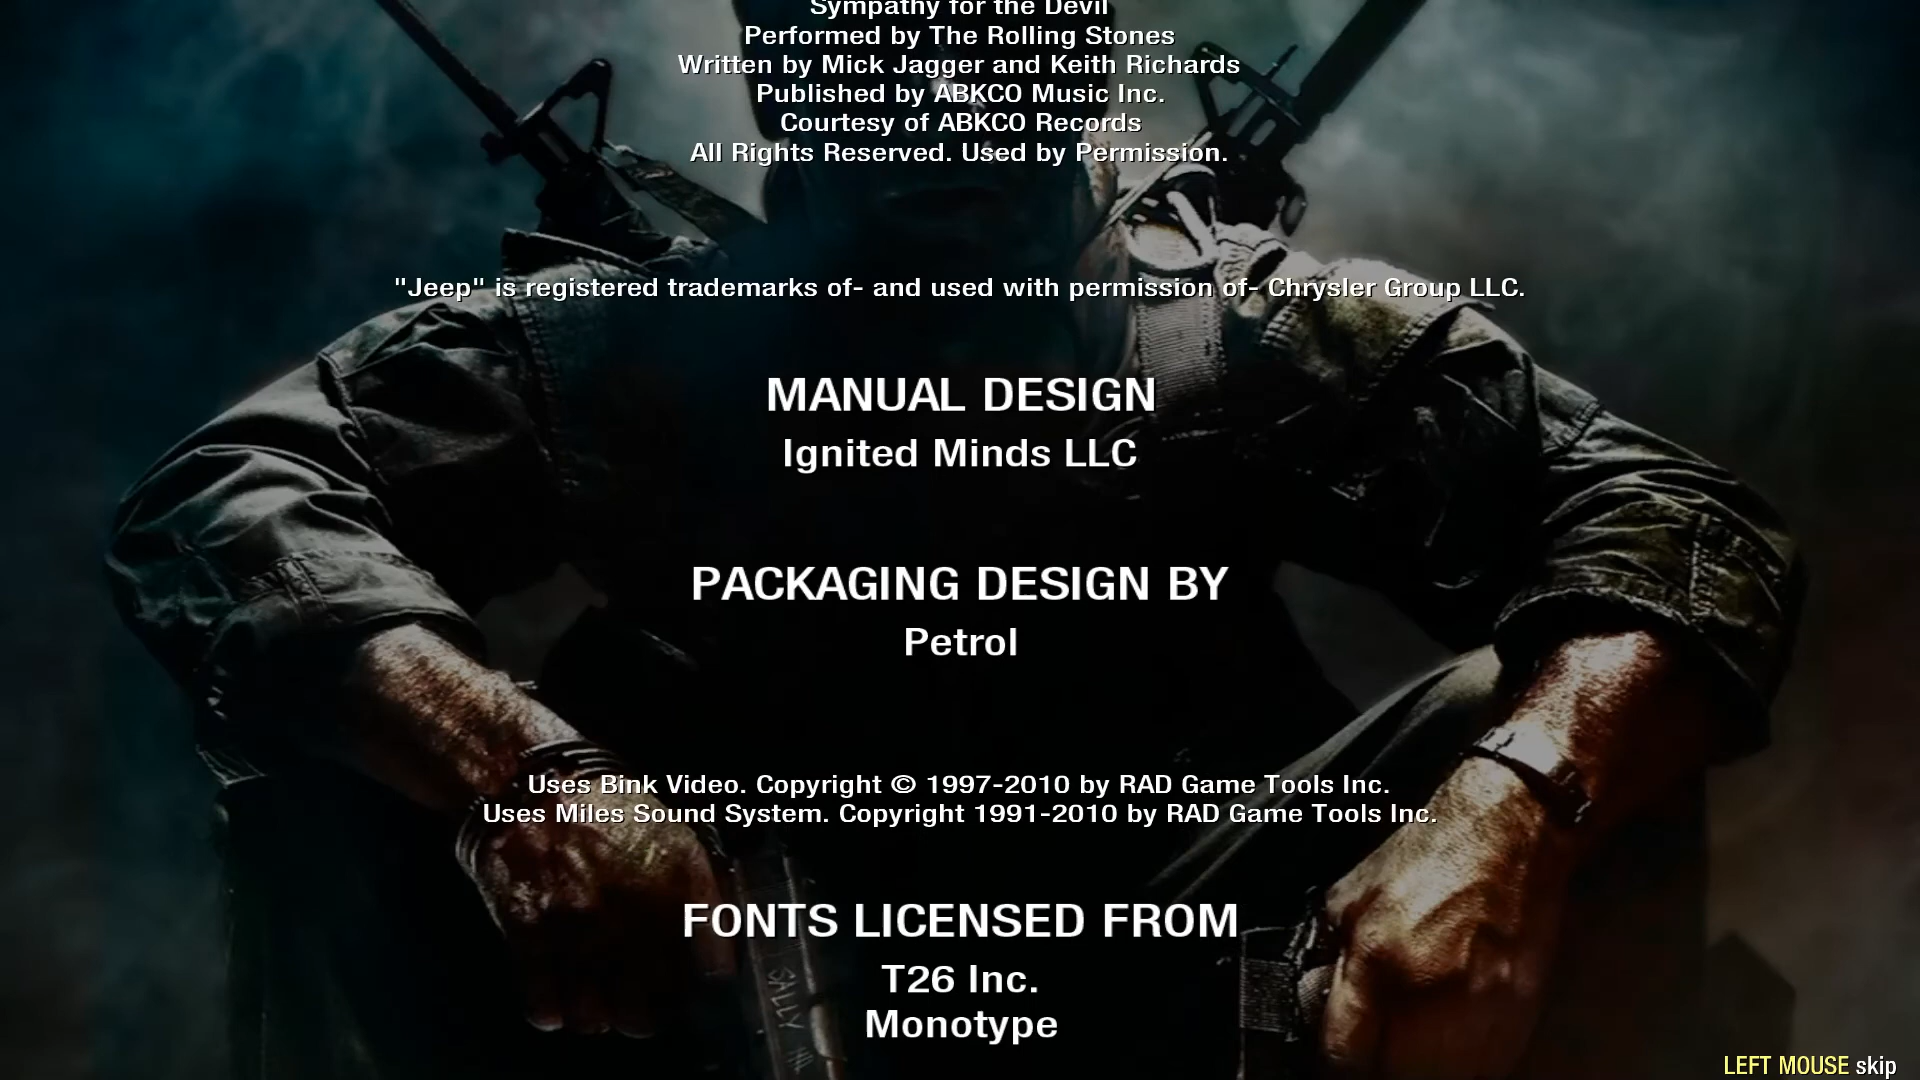 Sympathy for the Devil
Performed by The Rolling Stones
Written by Mick Jagger and Keith Richards
Published by ABKCO Music Inc.
Courtesy of ABKCO Records
All Rights Reserved. Used by Permission.
"Jeep" is registered trademarks of- and used with permission of- Chrysler Group LLC.
MANUAL DESIGN
Ignited Minds LLC
PACKAGING DESIGN BY
Petrol
Uses Bink Video. Copyright © 1997-2010 by RAD Game Tools Inc.
Uses Miles Sound System. Copyright 1991-2010 by RAD Game Tools Inc.
FONTS LICENSED FROM
T26 Inc.
Monotype
SALLY
LEFT MOUSE skip